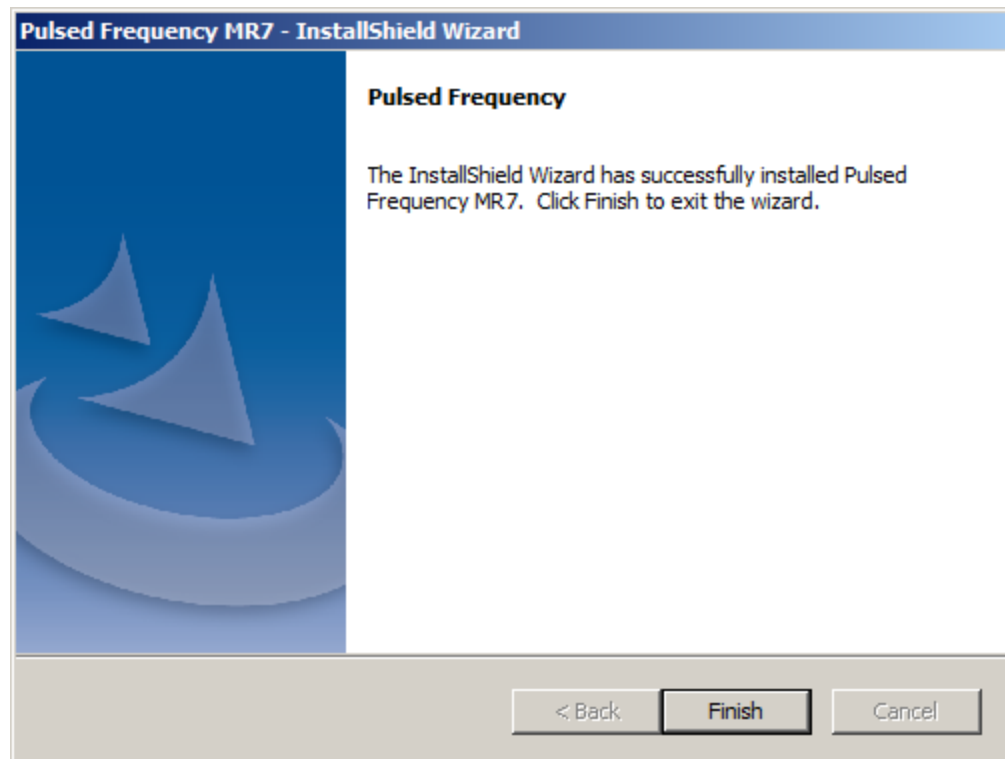 Pulsed Frequency MR7 - InstallShield Wizard
Pulsed Frequency
The InstallShield Wizard has successfully installed Pulsed
Frequency MR7.  Click Finish to exit the wizard.
< Back   Finish   Cancel